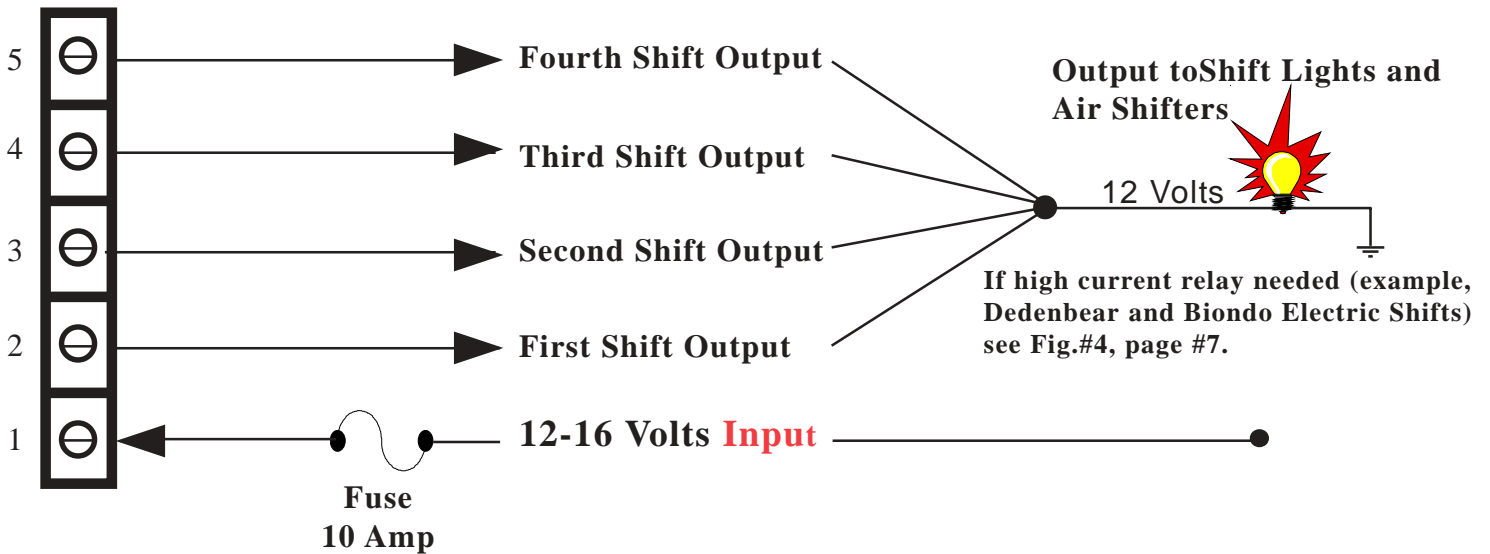 5
Fourth Shift Output
Output toShift Lights and
Air Shifters
4
Third Shift Output
12 Volts
3
Second Shift Output
If high current relay needed (example,
Dedenbear and Biondo Electric Shifts)
see Fig.#4, page #7.
2
First Shift Output
1
12-16 Volts Input
Fuse
10 Amp